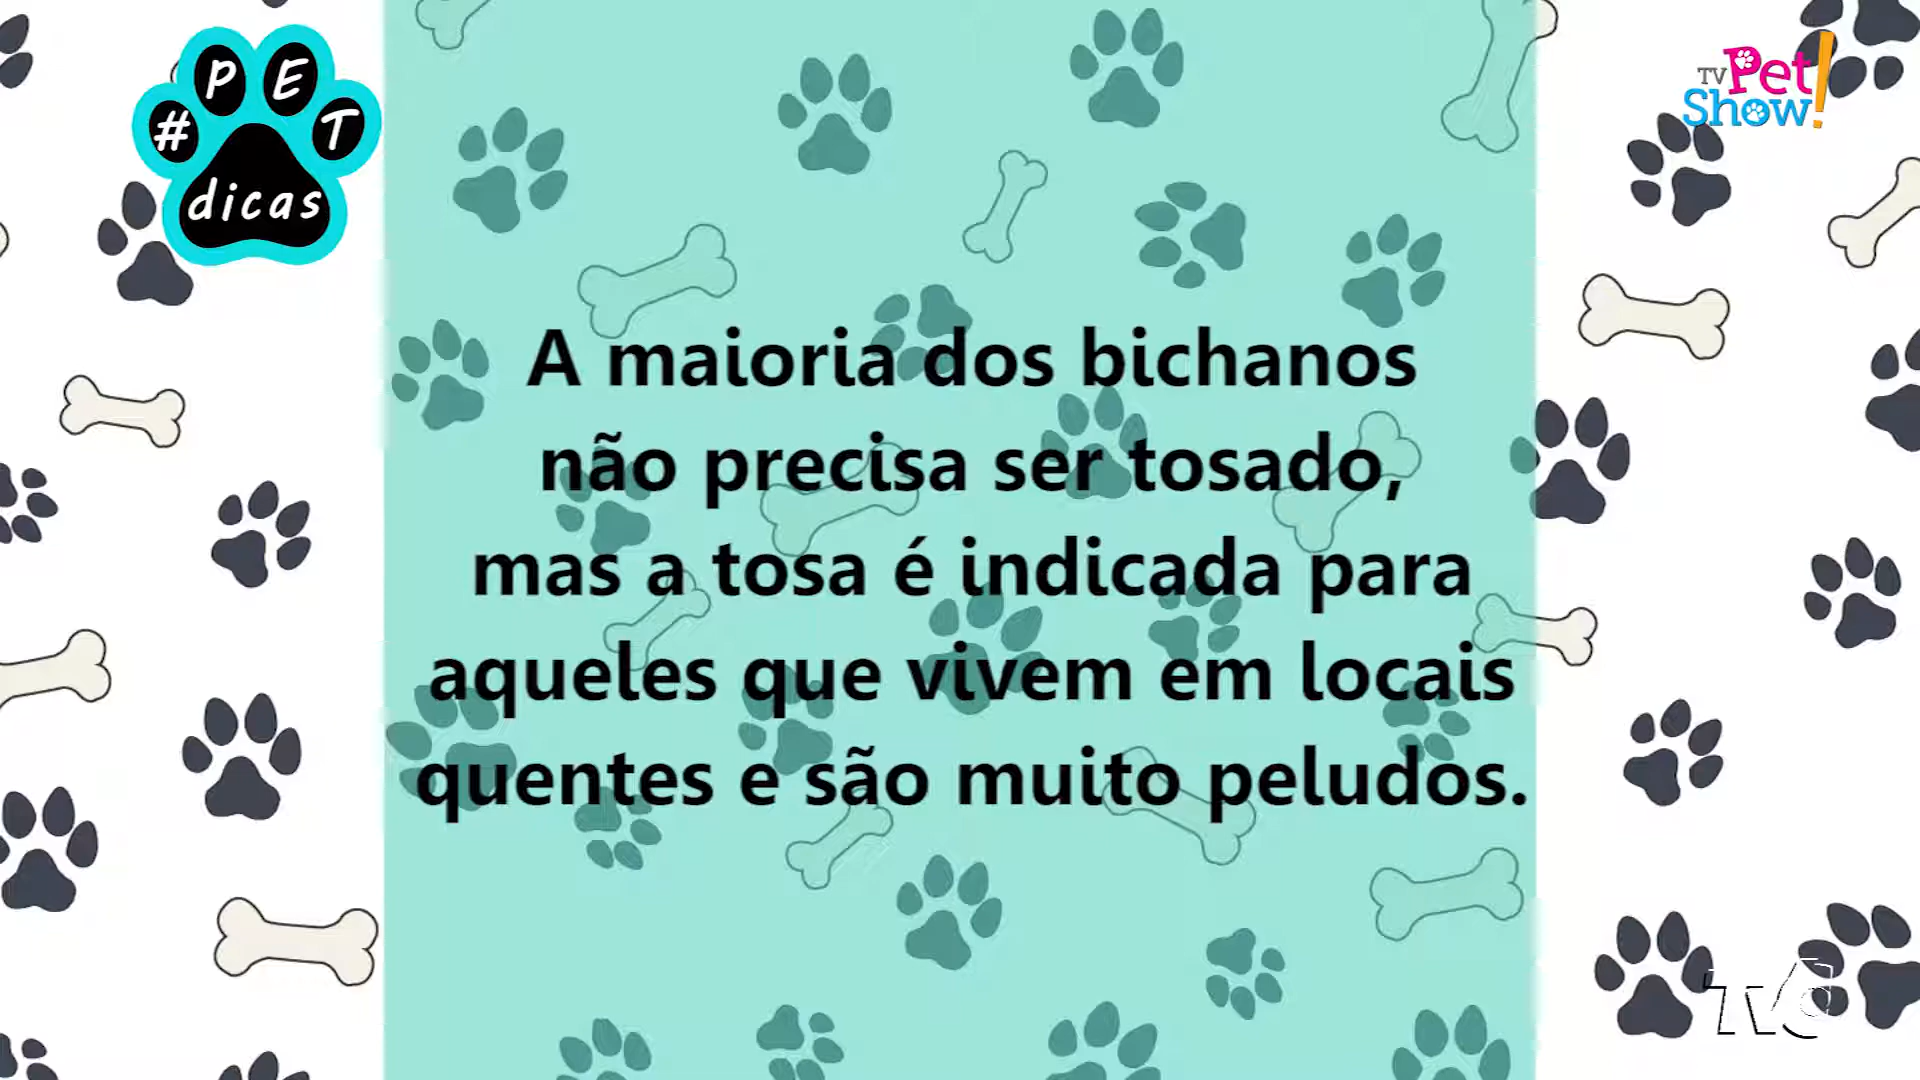 #PET
dicas
TV Pet
Show!
A maioria dos bichanos
não precisa ser tosado,
mas a tosa é indicada para
aqueles que vivem em locais
quentes e são muito peludos.
TVC